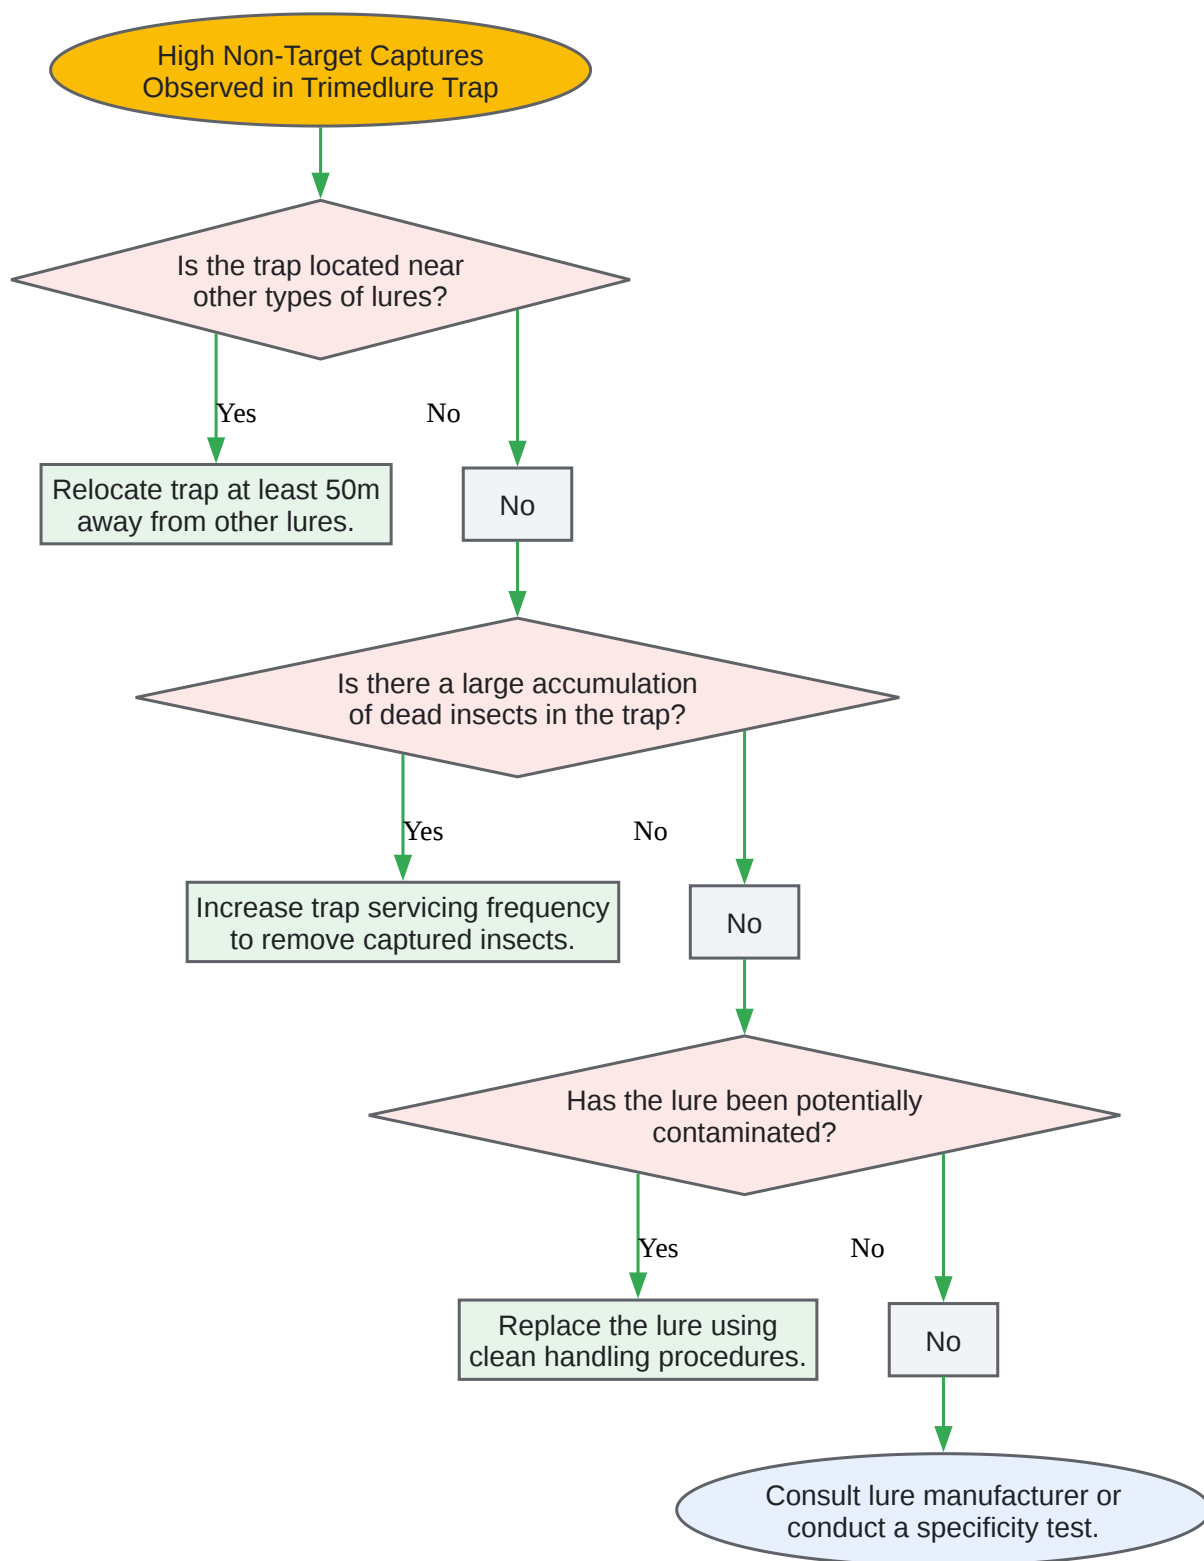 High Non-Target Captures
Observed in Trimedlure Trap
Is the trap located near
other types of lures?
Yes
No
Relocate trap at least 50m
away from other lures.
No
Is there a large accumulation
of dead insects in the trap?
Yes
No
Increase trap servicing frequency
to remove captured insects.
No
Has the lure been potentially
contaminated?
Yes
No
Replace the lure using
clean handling procedures.
No
Consult lure manufacturer or
conduct a specificity test.